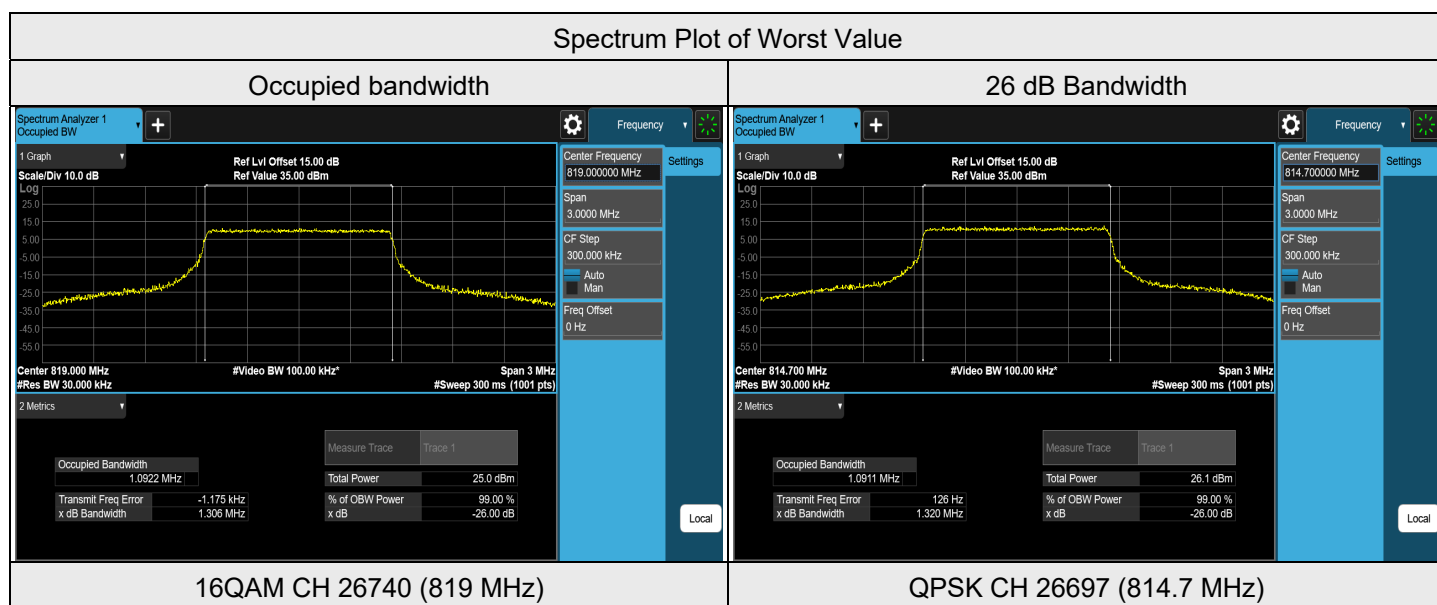 Spectrum Plot of Worst Value
Occupied bandwidth
26 dB Bandwidth
Spectrum Analyzer 1
Occupied BW
+
Frequency
1 Graph
Scale/Div 10.0 dB
Ref Lvl Offset 15.00 dB
Ref Value 35.00 dBm
Log
25.0
15.0
5.00
-5.00
-15.0
-25.0
-35.0
-45.0
-55.0
Center 819.000 MHz
#Res BW 30.000 kHz
#Video BW 100.00 kHz*
Span 3 MHz
#Sweep 300 ms (1001 pts)
Center Frequency
819.000000 MHz
Settings
Span
3.0000 MHz
CF Step
300.000 kHz
Auto
Man
Freq Offset
0 Hz
2 Metrics
Measure Trace Trace 1
Occupied Bandwidth
1.0922 MHz
Total Power 25.0 dBm
Transmit Freq Error -1.175 kHz
% of OBW Power 99.00 %
x dB Bandwidth 1.306 MHz
x dB -26.00 dB
Local
Spectrum Analyzer 1
Occupied BW
+
Frequency
1 Graph
Scale/Div 10.0 dB
Ref Lvl Offset 15.00 dB
Ref Value 35.00 dBm
Log
25.0
15.0
5.00
-5.00
-15.0
-25.0
-35.0
-45.0
-55.0
Center 814.700 MHz
#Res BW 30.000 kHz
#Video BW 100.00 kHz*
Span 3 MHz
#Sweep 300 ms (1001 pts)
Center Frequency
814.700000 MHz
Settings
Span
3.0000 MHz
CF Step
300.000 kHz
Auto
Man
Freq Offset
0 Hz
2 Metrics
Measure Trace Trace 1
Occupied Bandwidth
1.0911 MHz
Total Power 26.1 dBm
Transmit Freq Error 126 Hz
% of OBW Power 99.00 %
x dB Bandwidth 1.320 MHz
x dB -26.00 dB
Local
16QAM CH 26740 (819 MHz)
QPSK CH 26697 (814.7 MHz)